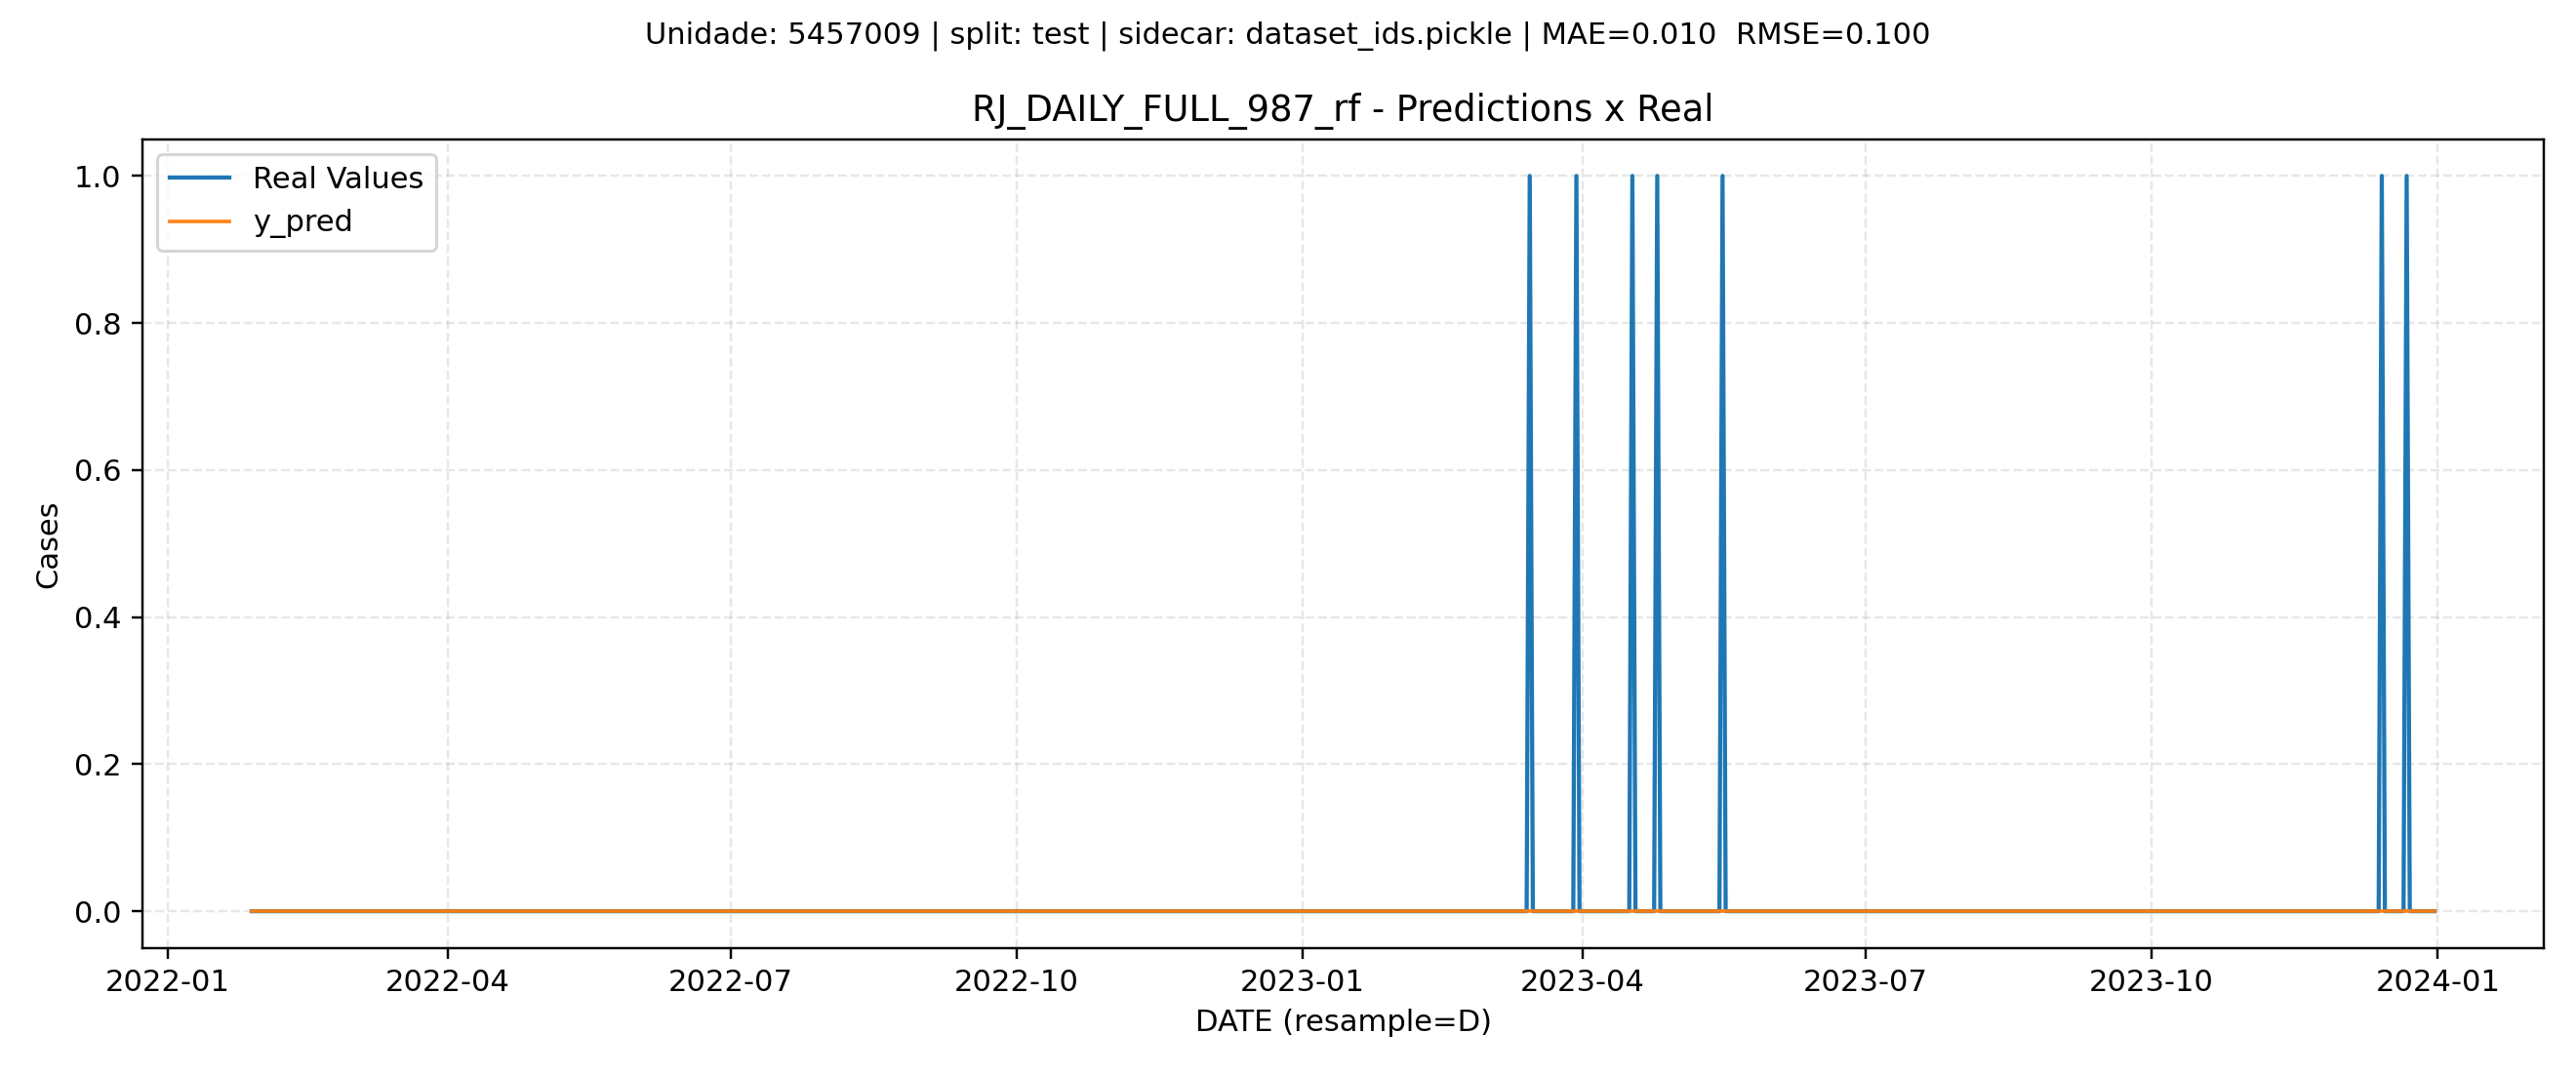 Unidade: 5457009 | split: test | sidecar: dataset_ids.pickle | MAE=0.010  RMSE=0.100
RJ_DAILY_FULL_987_rf - Predictions x Real
Real Values
y_pred
1.0
0.8
0.6
0.4
0.2
0.0
Cases
2022-01 2022-04 2022-07 2022-10 2023-01 2023-04 2023-07 2023-10 2024-01
DATE (resample=D)